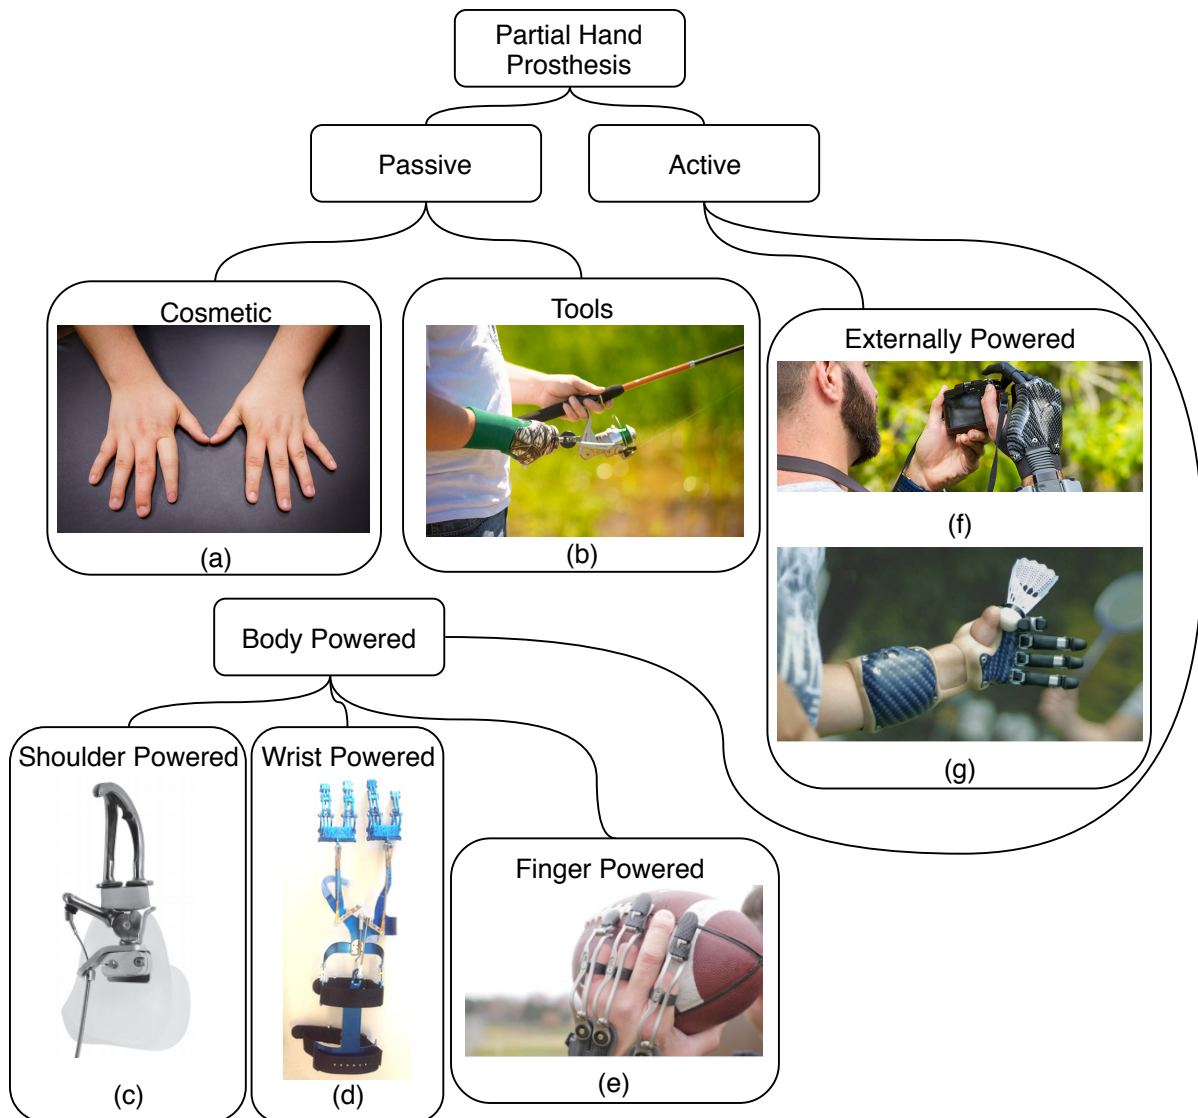 Partial Hand
Prosthesis
Passive
Active
Cosmetic
(a)
Tools
(b)
Externally Powered
(f)
(g)
Body Powered
Shoulder Powered
(c)
Wrist Powered
(d)
Finger Powered
(e)